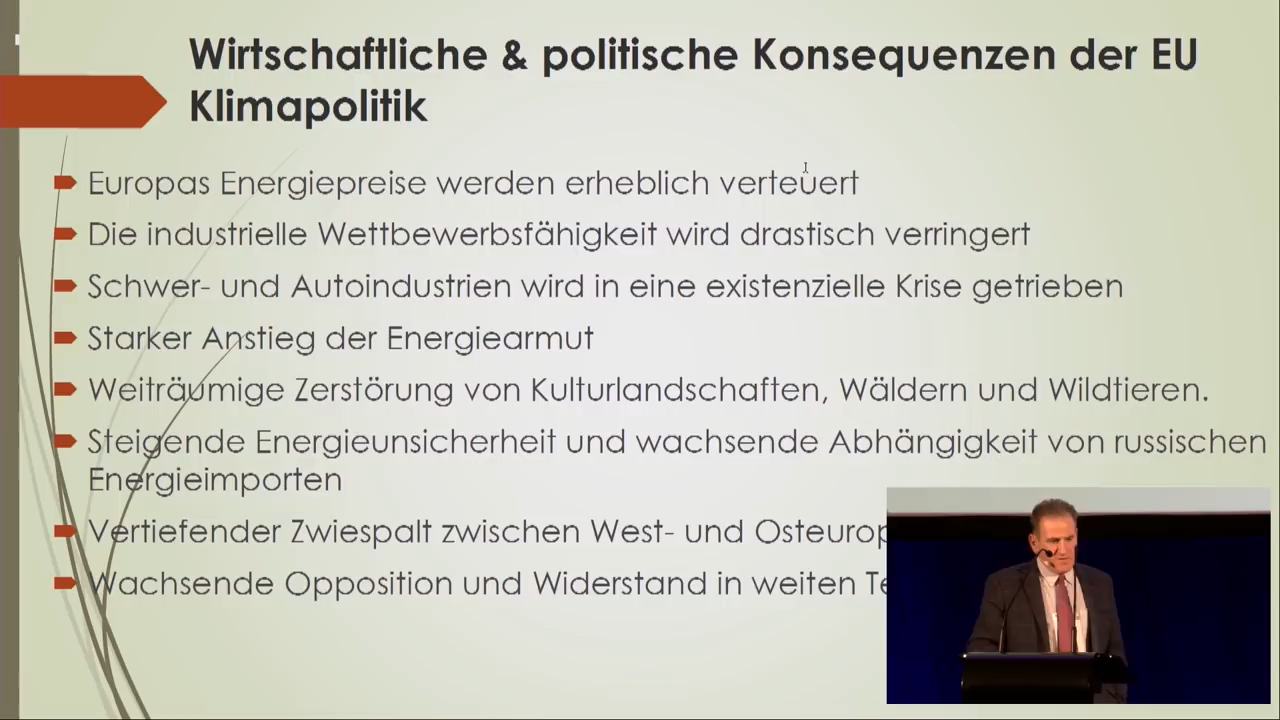 Wirtschaftliche & politische Konsequenzen der EU
Klimapolitik
Europas Energiepreise werden erheblich verteuert
Die industrielle Wettbewerbsfähigkeit wird drastisch verringert
Schwer- und Autoindustrien wird in eine existenzielle Krise getrieben
Starker Anstieg der Energiearmut
Weiträumige Zerstörung von Kulturlandschaften, Wäldern und Wildtieren.
Steigende Energieunsicherheit und wachsende Abhängigkeit von russischen
Energieimporten
Vertiefender Zwiespalt zwischen West- und
Wachsende Opposition und Widerstand in weiten